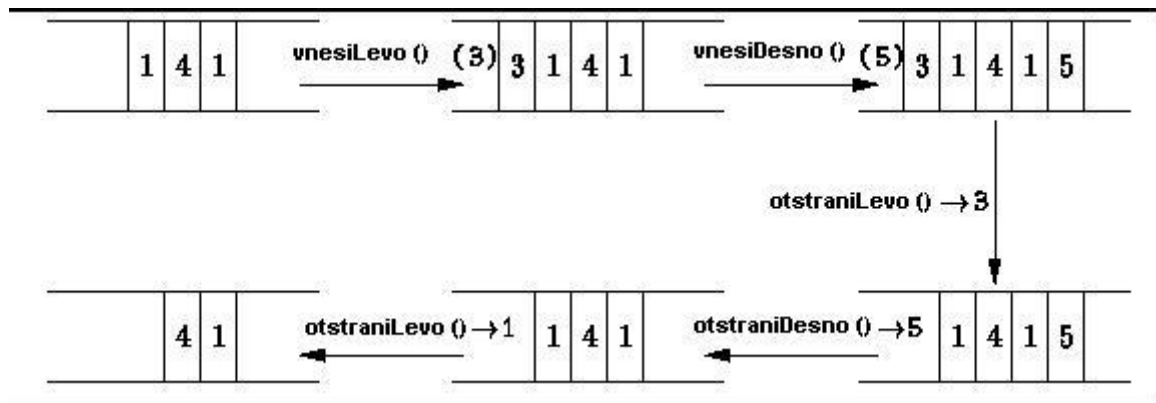 1 4 1 vnesiLevo () (3) 3 1 4 1 vnesiDesno () (5) 3 1 4 1 5
otstraniLevo () → 3
4 1 otstraniLevo () → 1 1 4 1 otstraniDesno () → 5 1 4 1 5